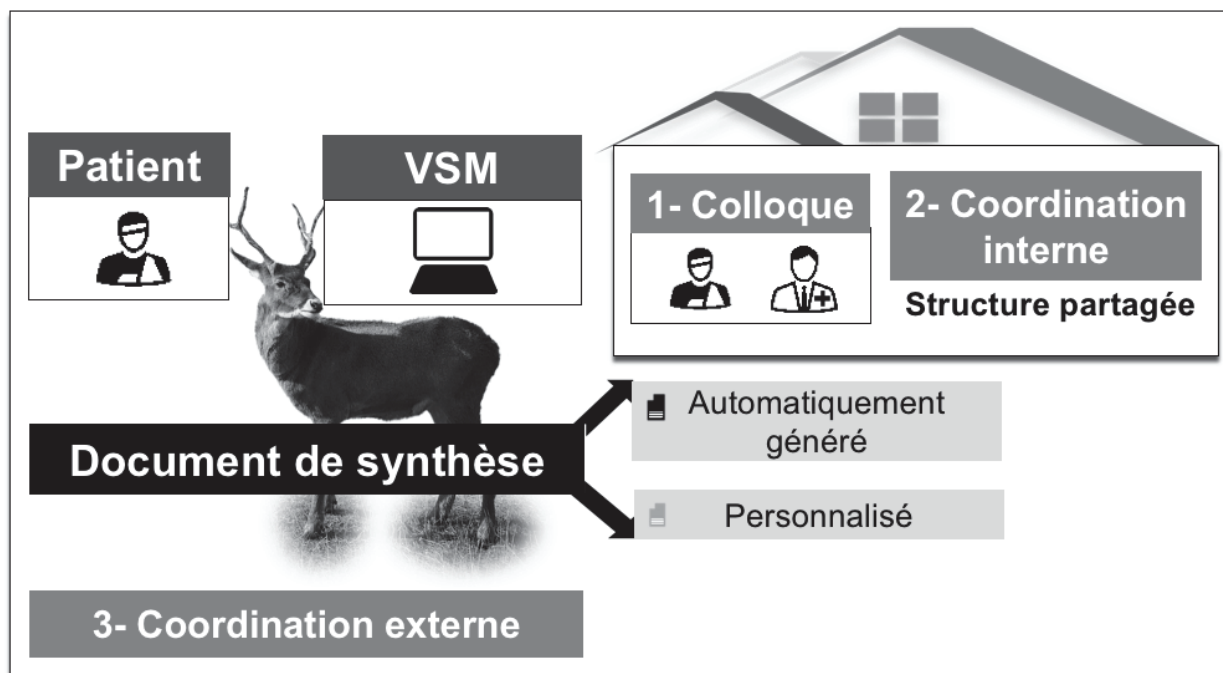 Patient
VSM
1- Colloque
2- Coordination
interne
Structure partagée
Automatiquement
généré
Document de synthèse
Personnalisé
3- Coordination externe